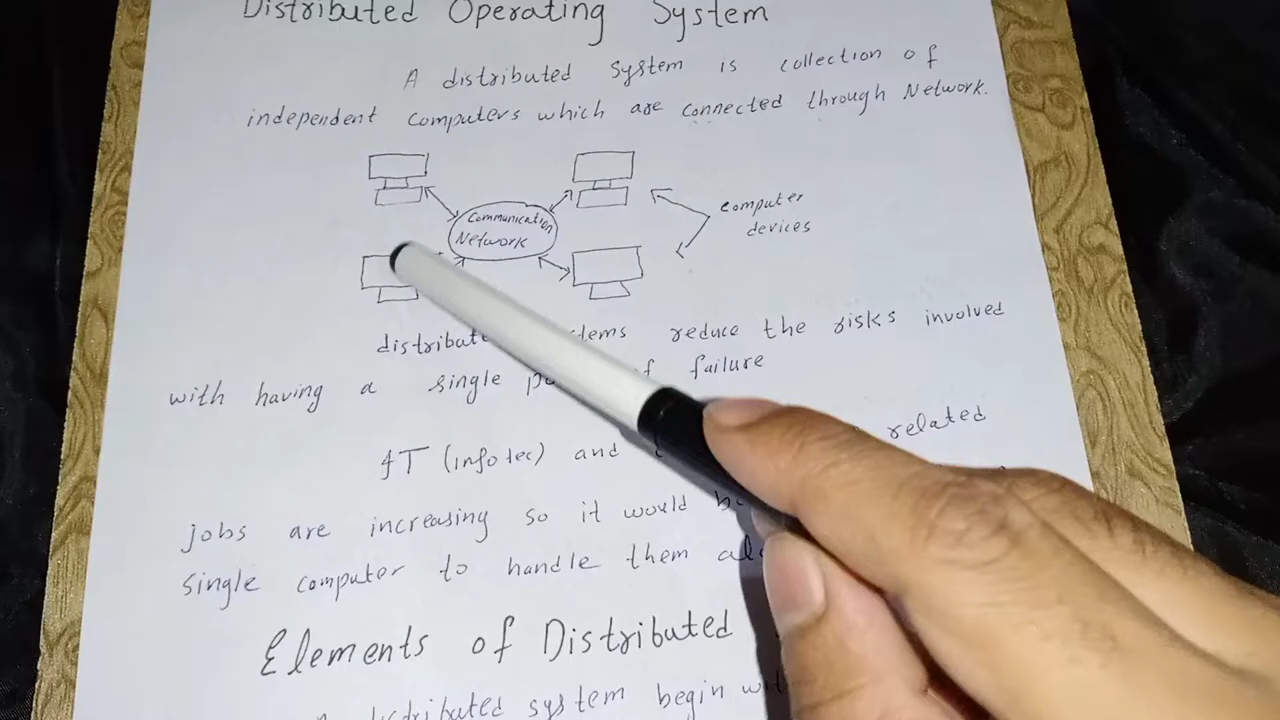 Distributed Operating System
A distributed system is collection of
independent computers which are connected through Network.
Communication
Network
computer
devices
reduce the risks involved
with having a single of failure
IT (infotec) and related
jobs are increasing so it would
single computer to handle them
Elements of Distributed
distributed system begin